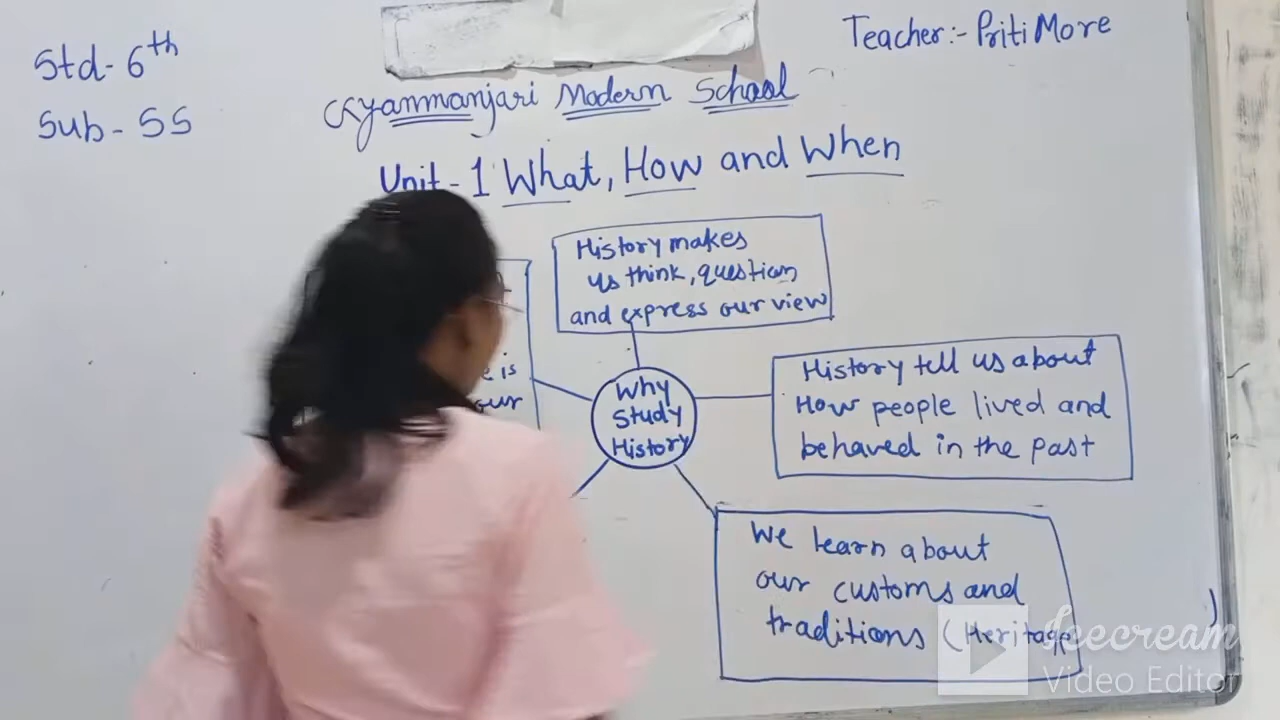 Std- 6th
Sub- SS
Teacher:- Priti More
Gyanmanjari Modern School
Unit-1 What, How and When
History makes
us think, question
and express our view
is
our
Why
Study
History
History tell us about
How people lived and
behaved in the past
We learn about
our customs and
traditions (Heritage)
Icecream
Video Editor